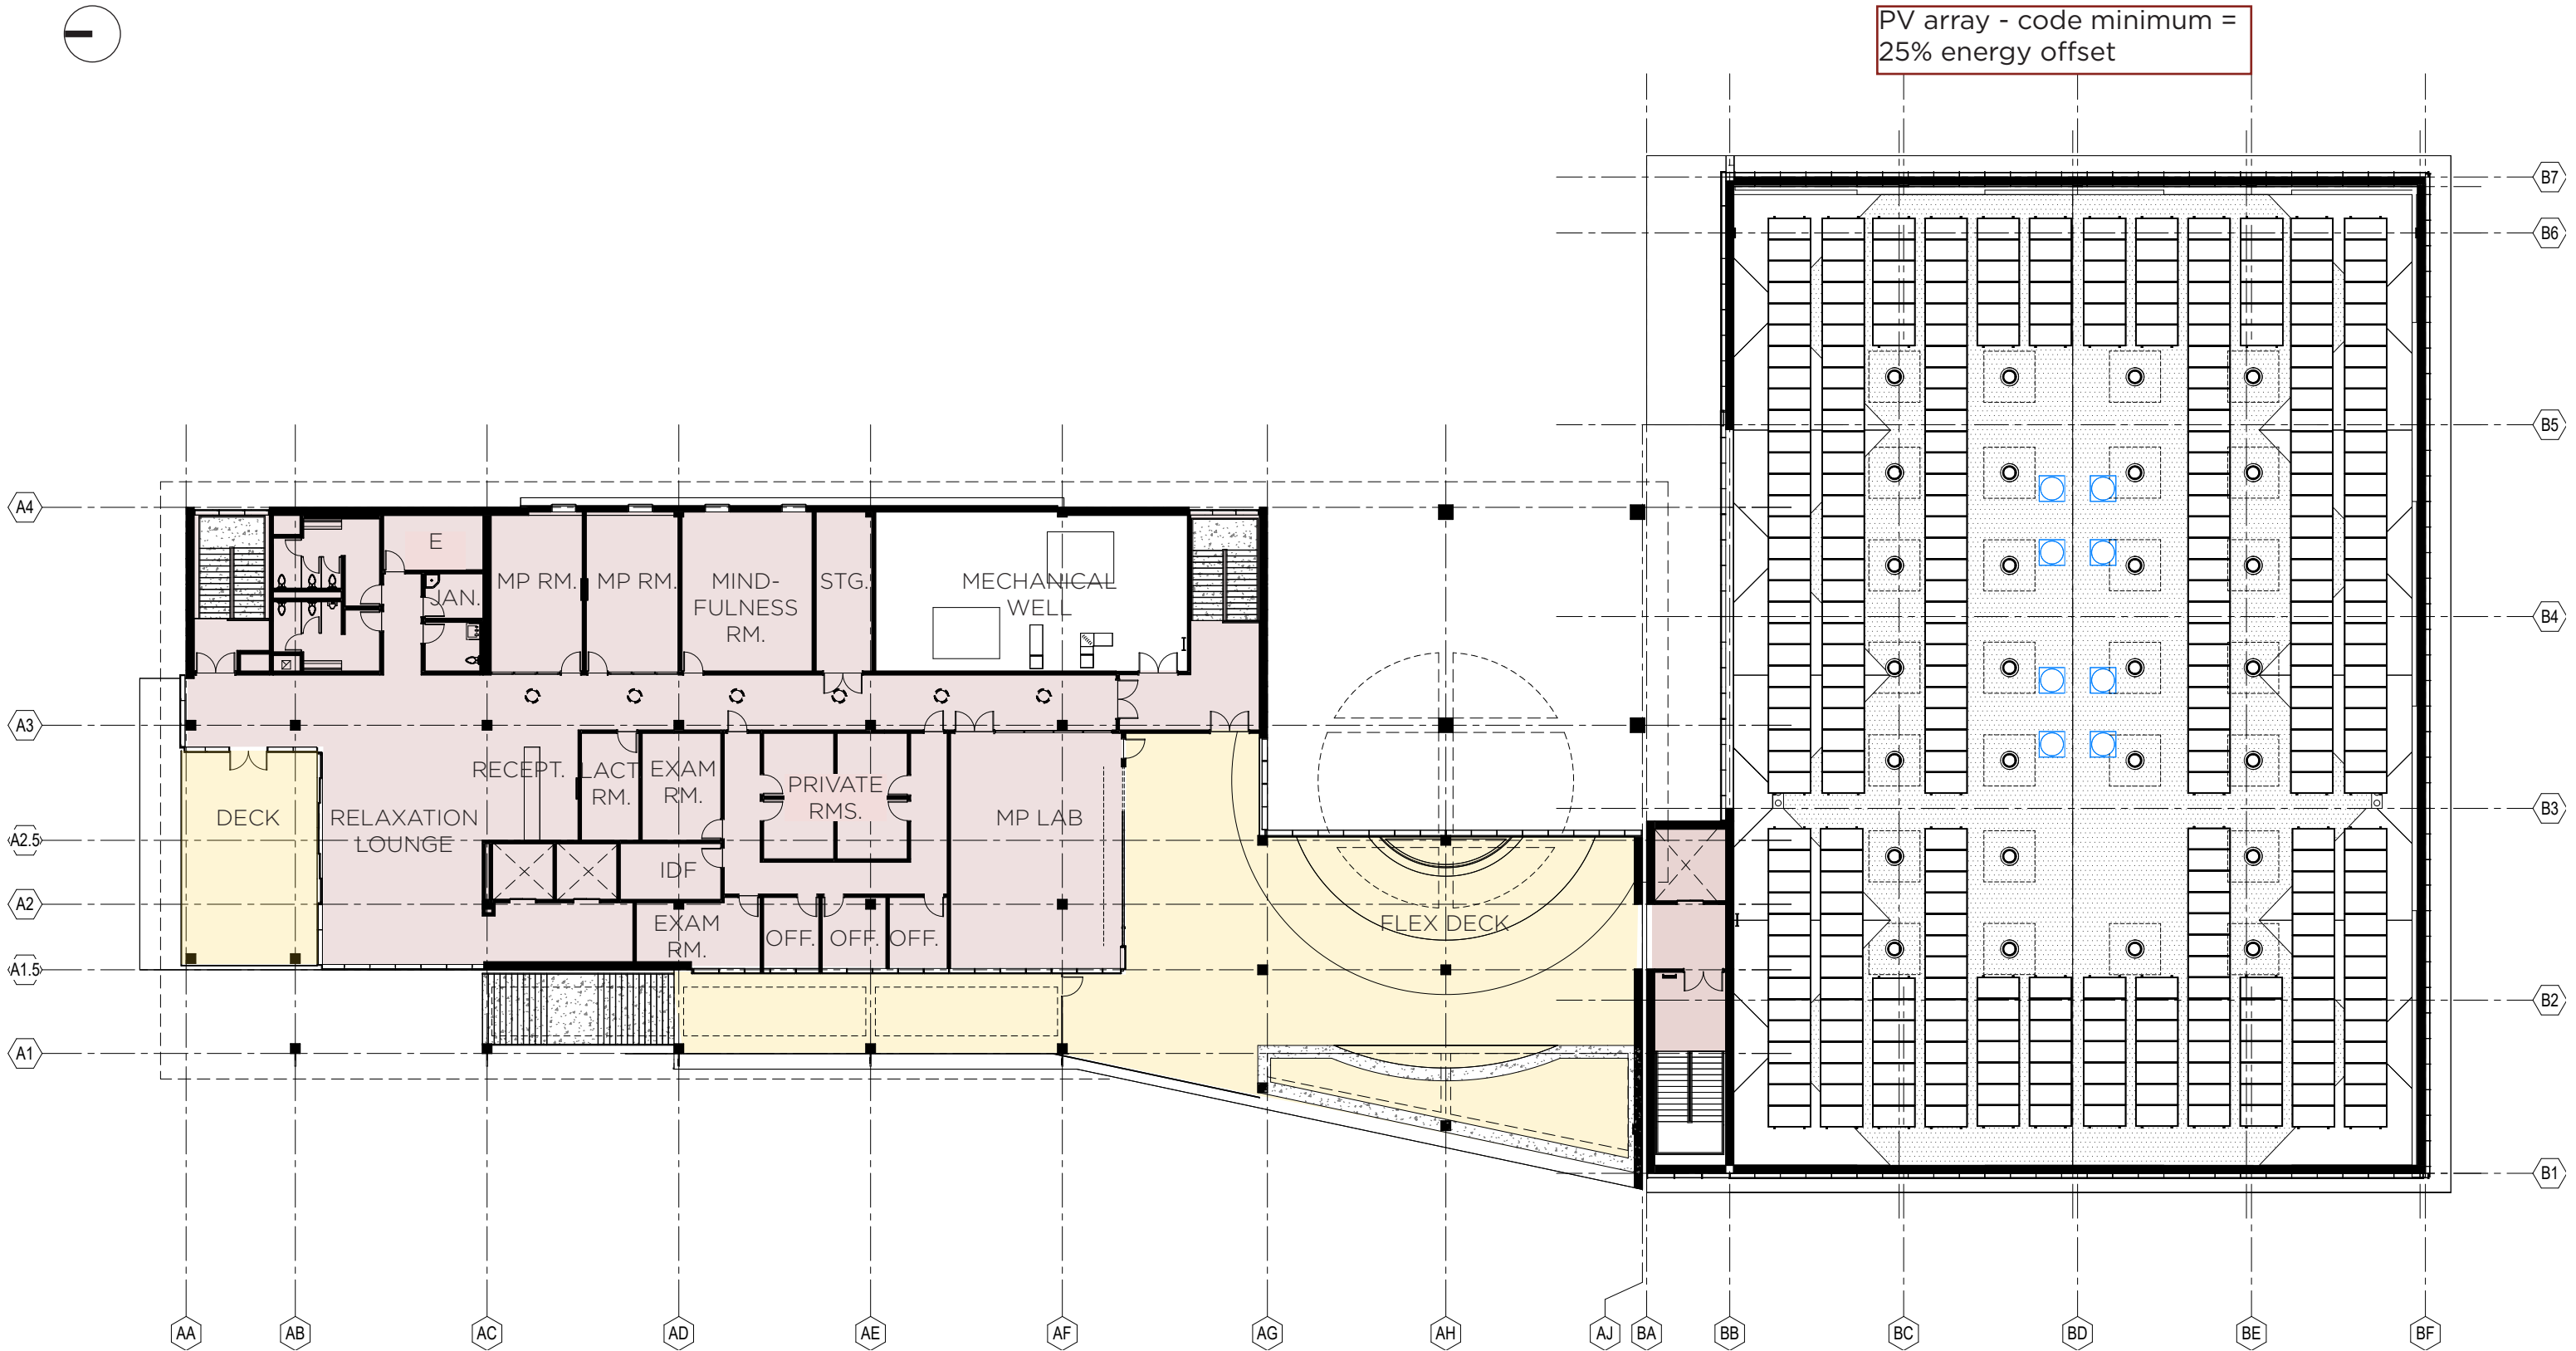 PV array - code minimum =
25% energy offset
B7
B6
B5
A4
E
MP RM.
MP RM.
MIND-
FULNESS
RM.
STG.
MECHANICAL
WELL
JAN.
B4
A3
RECEPT.
LACT.
RM.
EXAM
RM.
PRIVATE
RMS.
DECK
RELAXATION
LOUNGE
MP LAB
B3
A2.5
IDF
A2
EXAM
RM.
OFF.
OFF.
OFF.
FLEX DECK
A1.5
B2
A1
B1
AA
AB
AC
AD
AE
AF
AG
AH
AJ
BA
BB
BC
BD
BE
BF